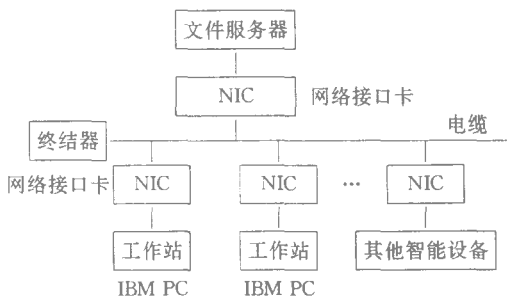 文件服务器
NIC 网络接口卡
电缆
终结器
网络接口卡 NIC NIC … NIC
工作站 工作站 其他智能设备
IBM PC IBM PC